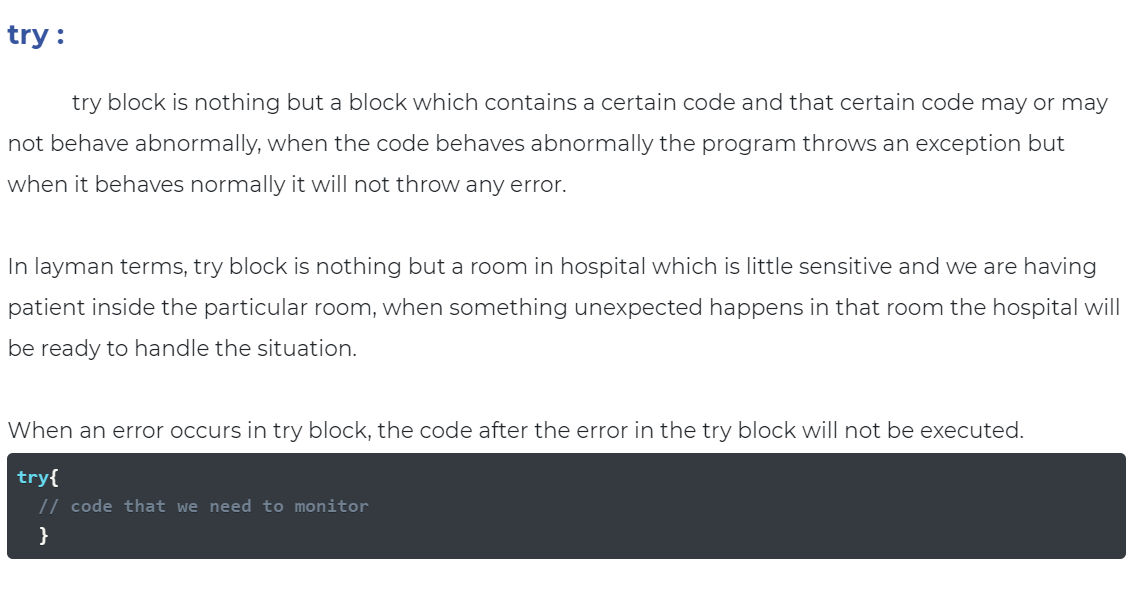 try :
try block is nothing but a block which contains a certain code and that certain code may or may
not behave abnormally, when the code behaves abnormally the program throws an exception but
when it behaves normally it will not throw any error.
In layman terms, try block is nothing but a room in hospital which is little sensitive and we are having
patient inside the particular room, when something unexpected happens in that room the hospital will
be ready to handle the situation.
When an error occurs in try block, the code after the error in the try block will not be executed.
try{
// code that we need to monitor
}